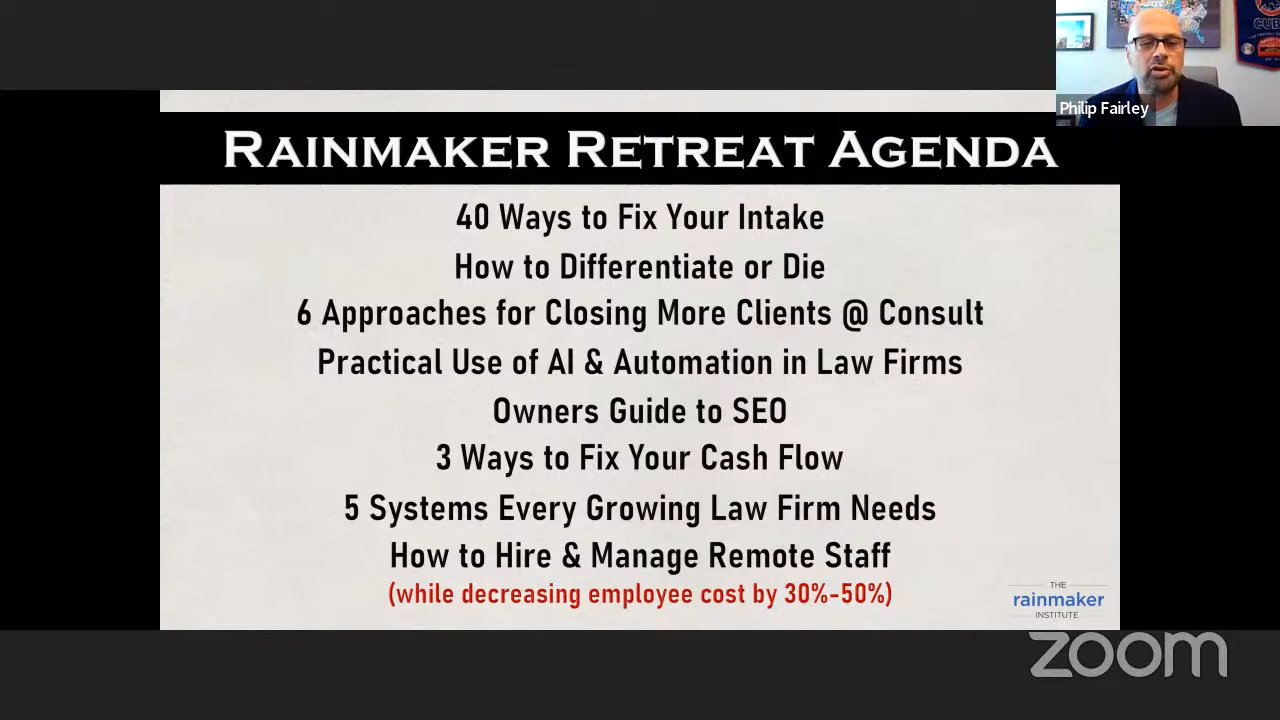 CUBS
Philip Fairley
RAINMAKER RETREAT AGENDA
40 Ways to Fix Your Intake
How to Differentiate or Die
6 Approaches for Closing More Clients @ Consult
Practical Use of AI & Automation in Law Firms
Owners Guide to SEO
3 Ways to Fix Your Cash Flow
5 Systems Every Growing Law Firm Needs
How to Hire & Manage Remote Staff
(while decreasing employee cost by 30%-50%)
THE
rainmaker
INSTITUTE
zoom